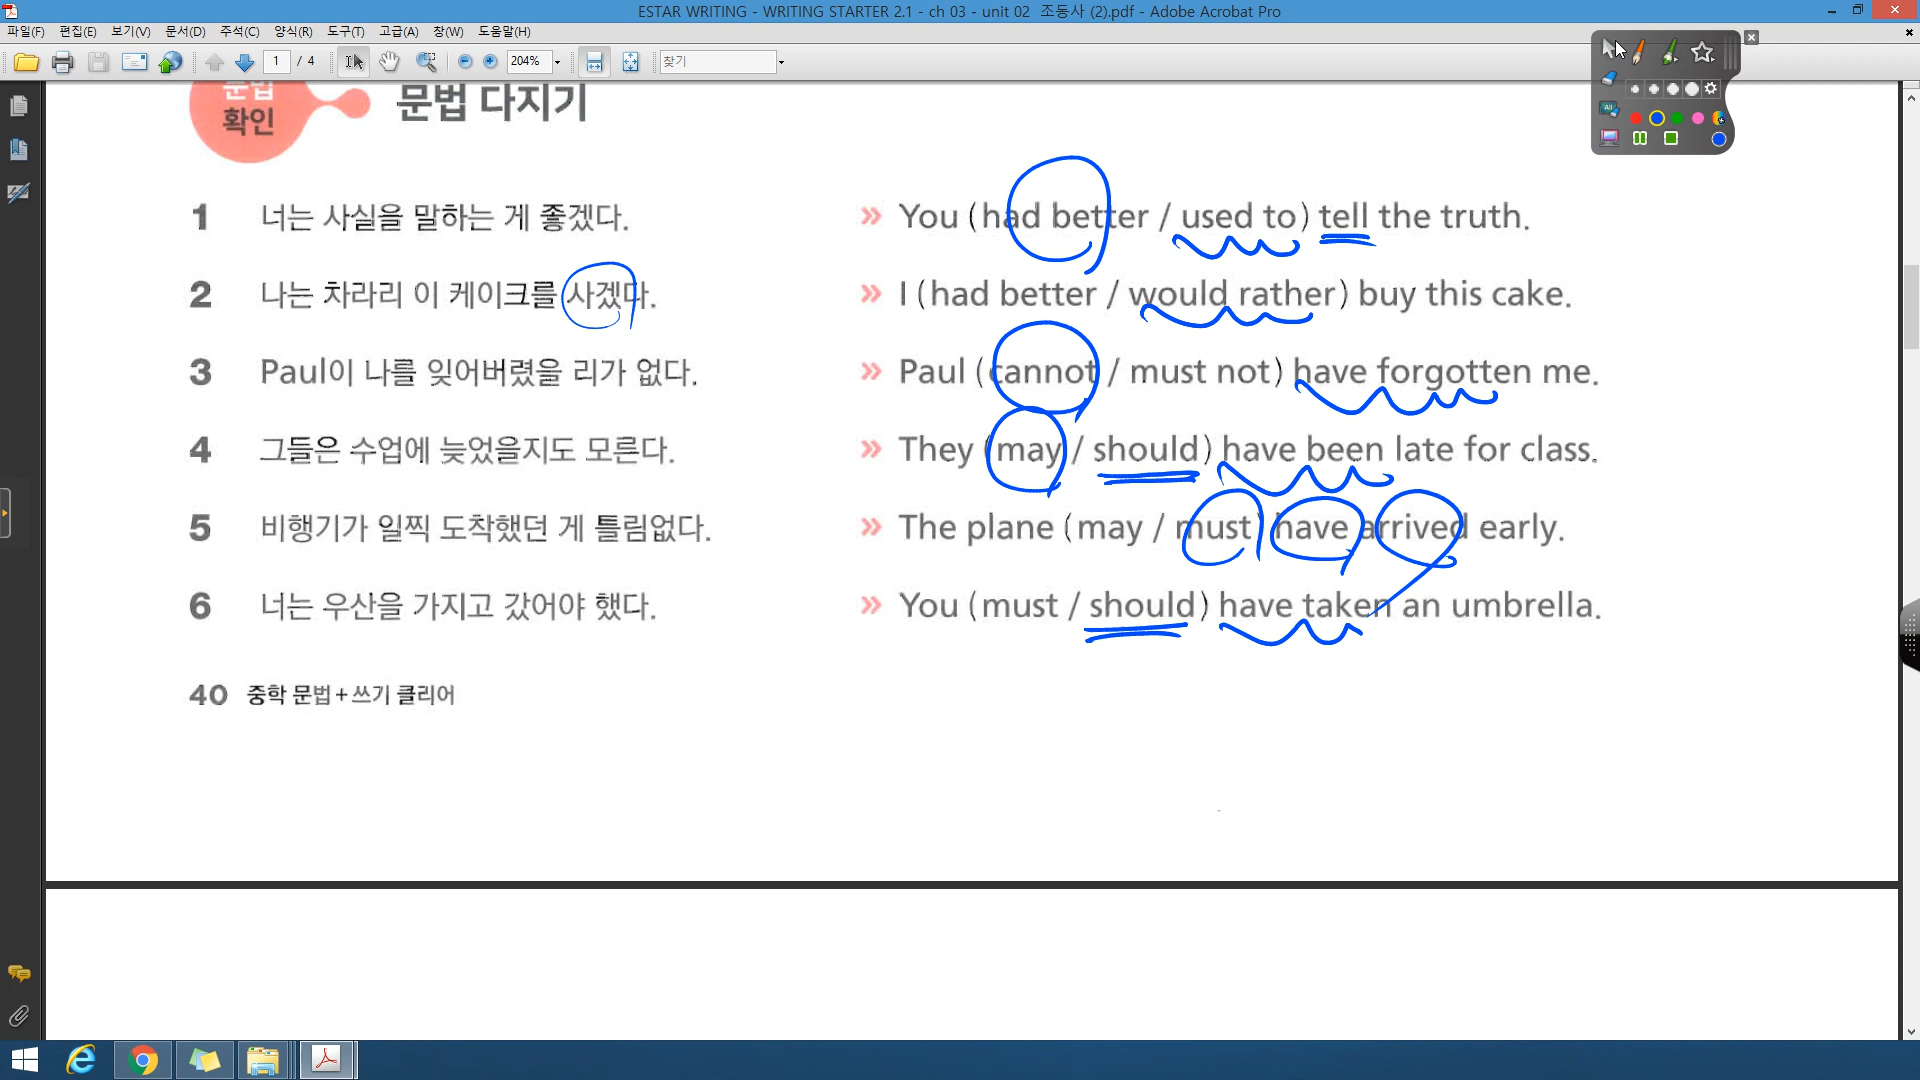 ESTAR WRITING - WRITING STARTER 2.1 - ch 03 - unit 02 조동사 (2).pdf - Adobe Acrobat Pro
파일(F) 편집(E) 보기(V) 문서(D) 주석(C) 양식(R) 도구(T) 고급(A) 창(W) 도움말(H)
1 / 4 204% 찾기
문법
확인
문법 다지기
1 너는 사실을 말하는 게 좋겠다. » You (had better / used to) tell the truth.
2 나는 차라리 이 케이크를 사겠다. » I (had better / would rather) buy this cake.
3 Paul이 나를 잊어버렸을 리가 없다. » Paul (cannot / must not) have forgotten me.
4 그들은 수업에 늦었을지도 모른다. » They (may / should) have been late for class.
5 비행기가 일찍 도착했던 게 틀림없다. » The plane (may / must) have arrived early.
6 너는 우산을 가지고 갔어야 했다. » You (must / should) have taken an umbrella.
40 중학 문법+쓰기 클리어